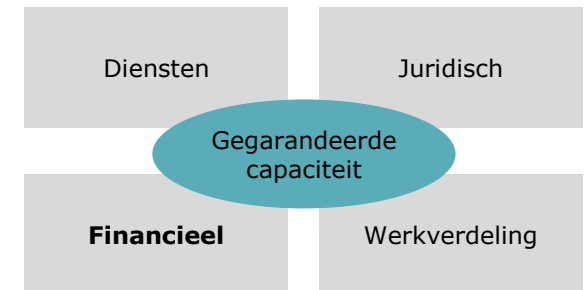 Diensten
Juridisch
Gegarandeerde
capaciteit
Financieel
Werkverdeling